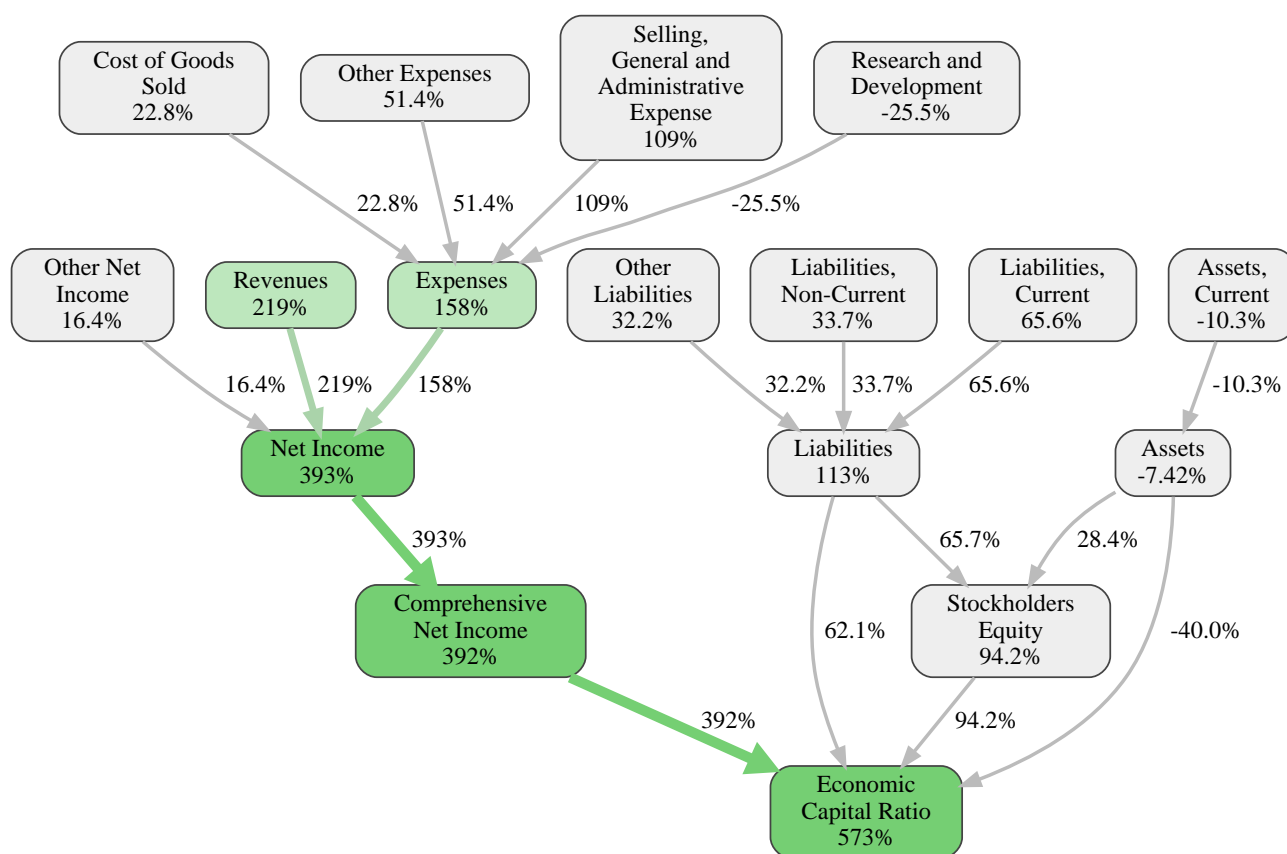 Cost of Goods
Sold
22.8%
Other Expenses
51.4%
Selling,
General and
Administrative
Expense
109%
Research and
Development
-25.5%
22.8%
51.4%
109%
-25.5%
Other Net
Income
16.4%
Revenues
219%
Expenses
158%
Other
Liabilities
32.2%
Liabilities,
Non-Current
33.7%
Liabilities,
Current
65.6%
Assets,
Current
-10.3%
16.4%
219%
158%
32.2%
33.7%
65.6%
-10.3%
Net Income
393%
Liabilities
113%
Assets
-7.42%
393%
65.7%
28.4%
Comprehensive
Net Income
392%
62.1%
Stockholders
Equity
94.2%
-40.0%
392%
94.2%
Economic
Capital Ratio
573%